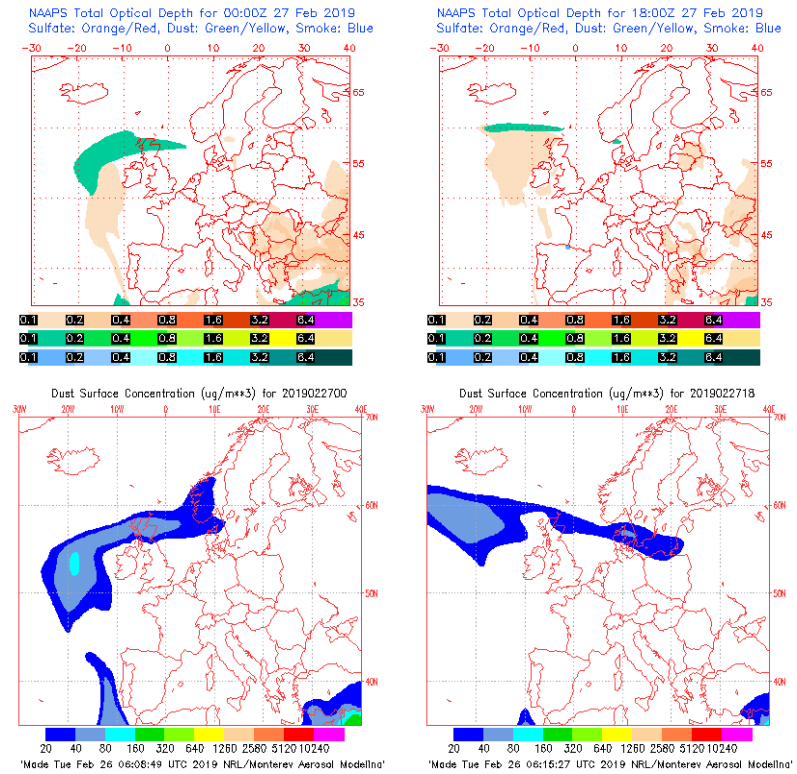 NAAPS Total Optical Depth for 00:00Z 27 Feb 2019
Sulfate: Orange/Red, Dust: Green/Yellow, Smoke: Blue
-30 -20 -10 0 10 20 30 40
65
55
45
35
0.1 0.2 0.4 0.8 1.6 3.2 6.4
0.1 0.2 0.4 0.8 1.6 3.2 6.4
0.1 0.2 0.4 0.8 1.6 3.2 6.4
NAAPS Total Optical Depth for 18:00Z 27 Feb 2019
Sulfate: Orange/Red, Dust: Green/Yellow, Smoke: Blue
-30 -20 -10 0 10 20 30 40
65
55
45
35
0.1 0.2 0.4 0.8 1.6 3.2 6.4
0.1 0.2 0.4 0.8 1.6 3.2 6.4
0.1 0.2 0.4 0.8 1.6 3.2 6.4
Dust Surface Concentration (ug/m**3) for 2019022700
30W 20W 10W 0 10E 20E 30E 40E
70N
60N
50N
40N
20 40 80 160 320 640 1280 2560 5120 10240
'Made Tue Feb 26 06:08:49 UTC 2019 NRL/Monterey Aerosol Modelling'
Dust Surface Concentration (ug/m**3) for 2019022718
30W 20W 10W 0 10E 20E 30E 40E
70N
60N
50N
40N
20 40 80 160 320 640 1280 2560 5120 10240
'Made Tue Feb 26 06:15:27 UTC 2019 NRL/Monterey Aerosol Modelling'